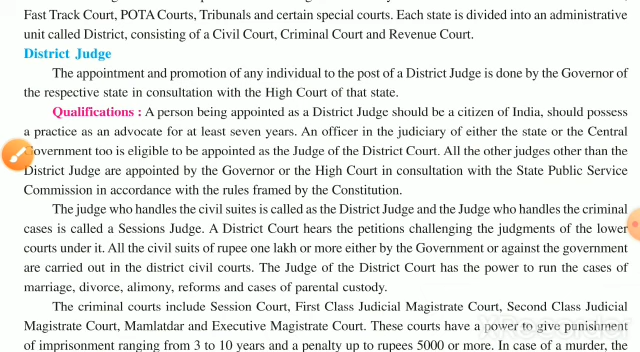 Fast Track Court, POTA Courts, Tribunals and certain special courts. Each state is divided into an administrative
unit called District, consisting of a Civil Court, Criminal Court and Revenue Court.
District Judge
The appointment and promotion of any individual to the post of a District Judge is done by the Governor of
the respective state in consultation with the High Court of that state.
Qualifications : A person being appointed as a District Judge should be a citizen of India, should possess
a practice as an advocate for at least seven years. An officer in the judiciary of either the state or the Central
Government too is eligible to be appointed as the Judge of the District Court. All the other judges other than the
District Judge are appointed by the Governor or the High Court in consultation with the State Public Service
Commission in accordance with the rules framed by the Constitution.
The judge who handles the civil suites is called as the District Judge and the Judge who handles the criminal
cases is called a Sessions Judge. A District Court hears the petitions challenging the judgments of the lower
courts under it. All the civil suits of rupee one lakh or more either by the Government or against the government
are carried out in the district civil courts. The Judge of the District Court has the power to run the cases of
marriage, divorce, alimony, reforms and cases of parental custody.
The criminal courts include Session Court, First Class Judicial Magistrate Court, Second Class Judicial
Magistrate Court, Mamlatdar and Executive Magistrate Court. These courts have a power to give punishment
of imprisonment ranging from 3 to 10 years and a penalty up to rupees 5000 or more. In case of a murder, the